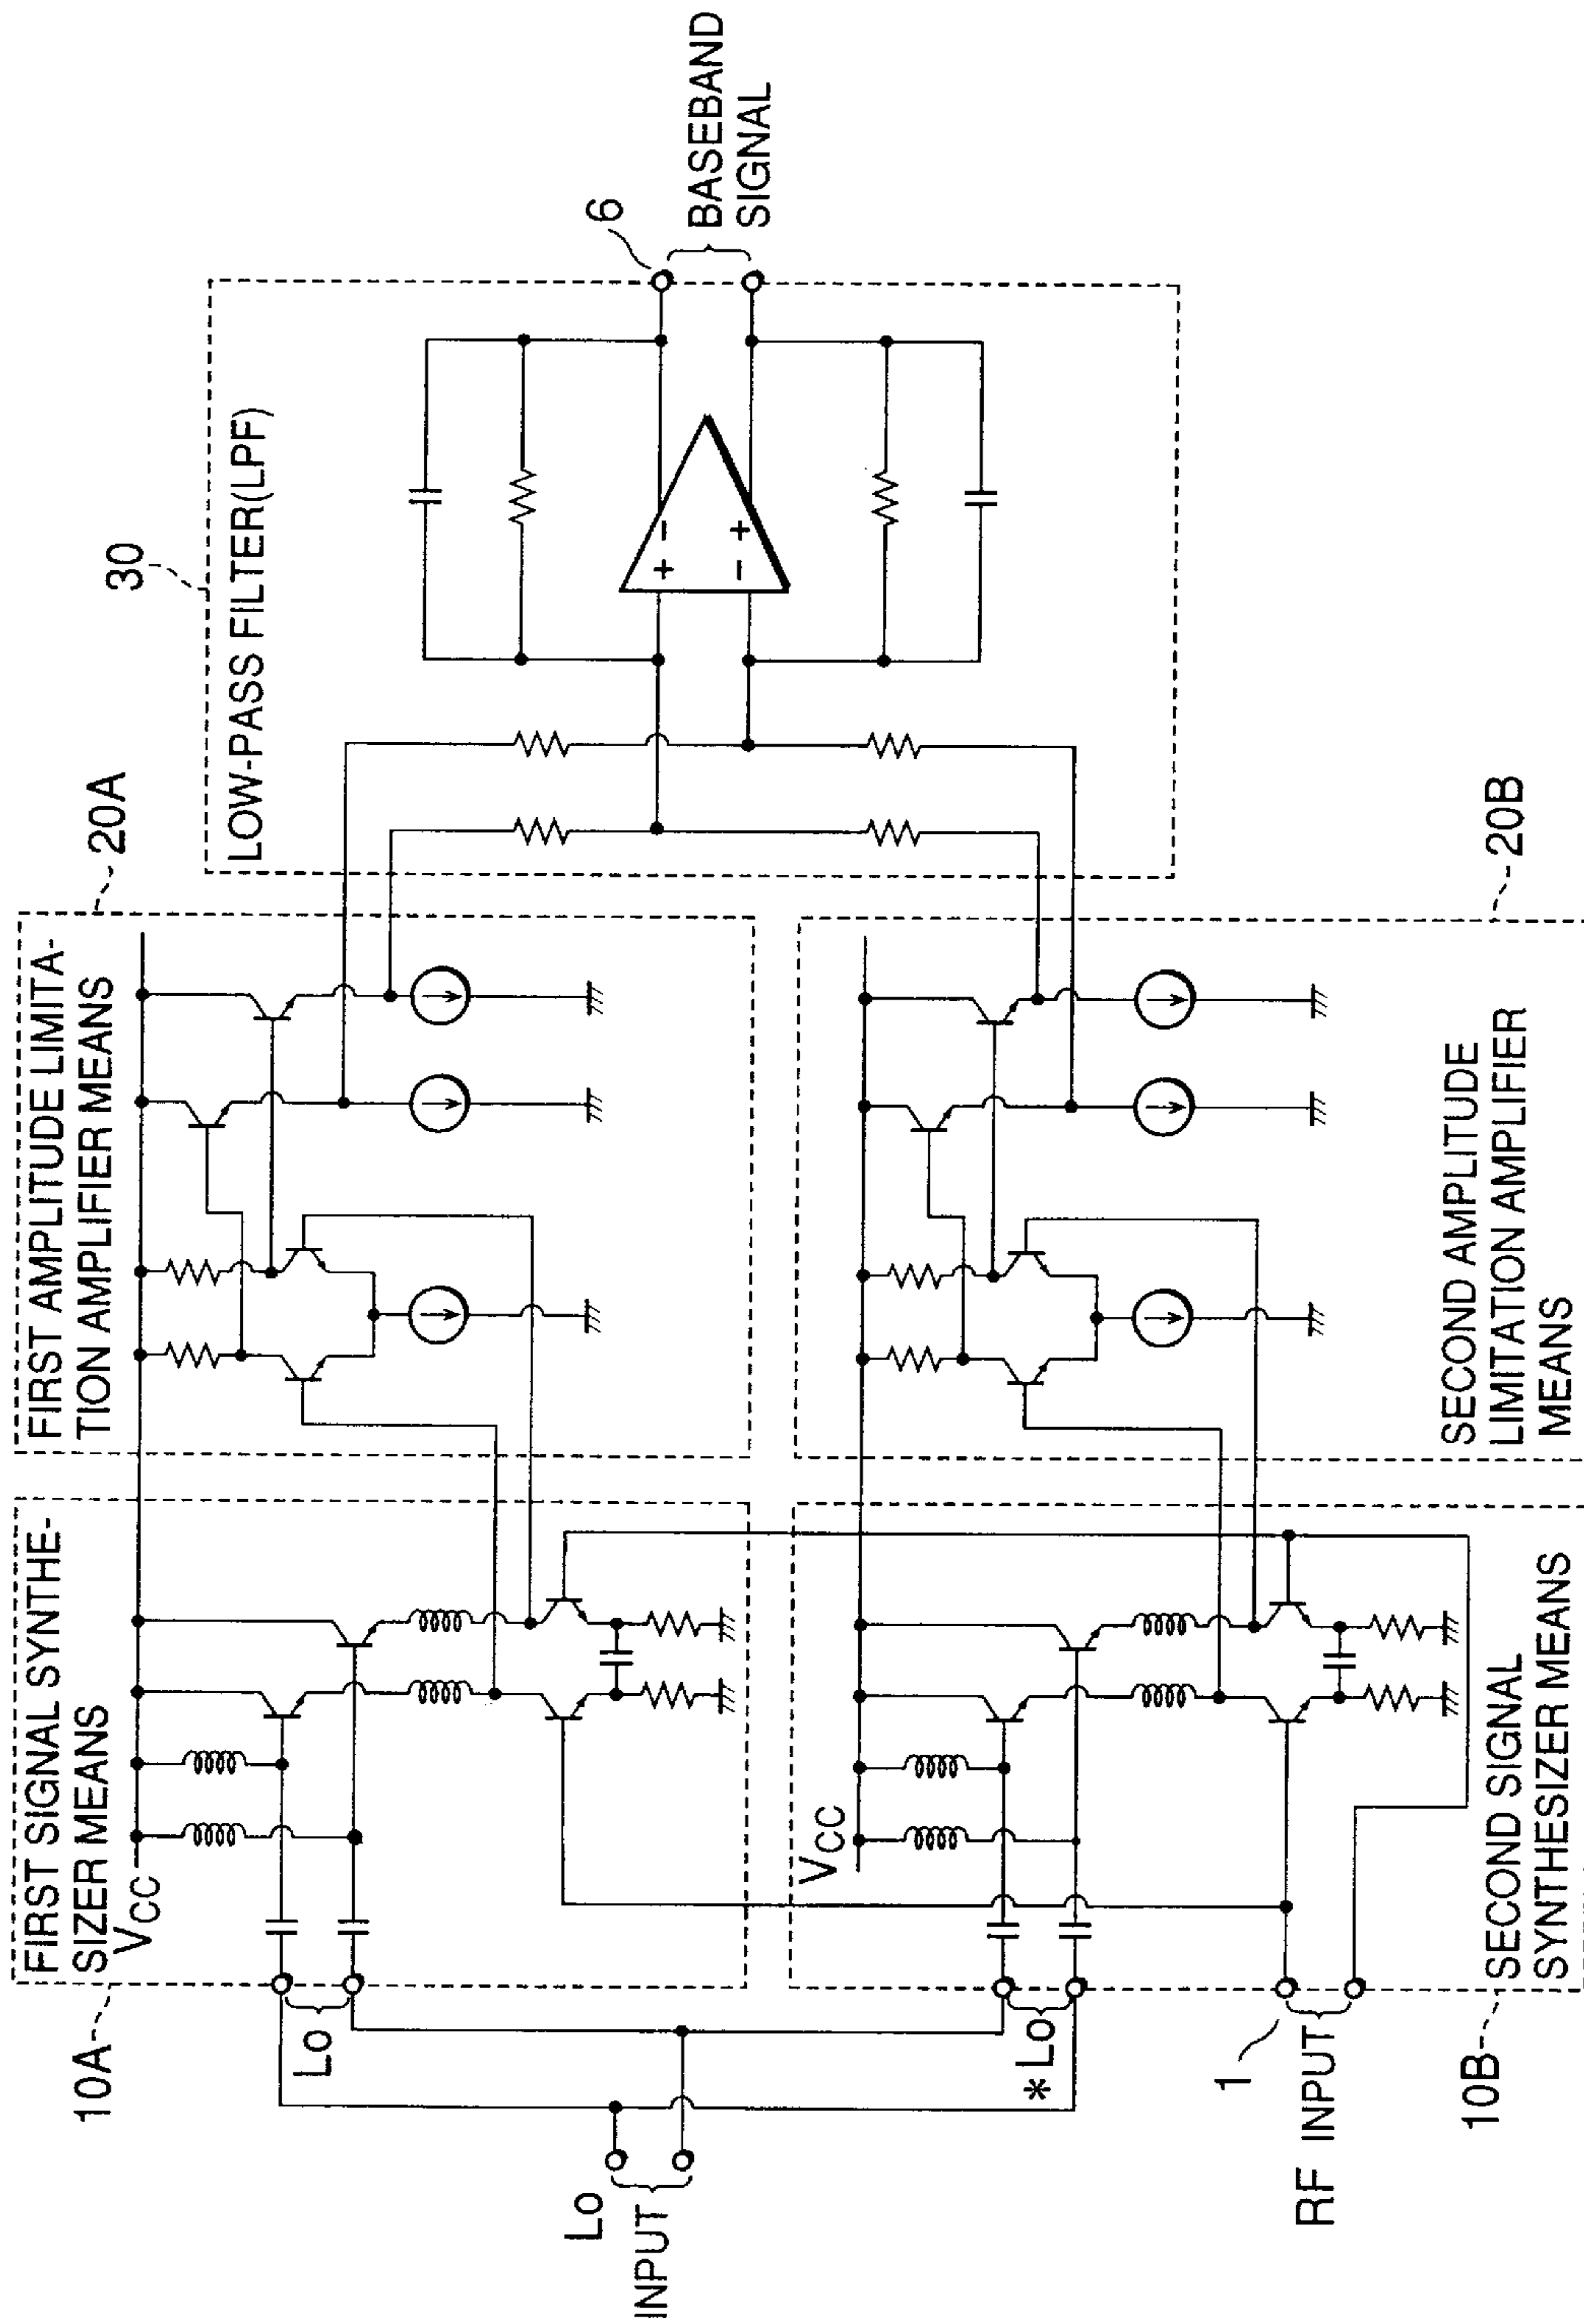 FIRST SIGNAL SYNTHE-
SIZER MEANS
VCC
10A
Lo
FIRST AMPLITUDE LIMITA-
TION AMPLIFIER MEANS
20A
30
LOW-PASS FILTER(LPF)
+ -
- +
6
BASEBAND
SIGNAL
Lo
INPUT
VCC
*Lo
1
RF INPUT
10B
SECOND SIGNAL
SYNTHESIZER MEANS
SECOND AMPLITUDE
LIMITATION AMPLIFIER
MEANS
20B